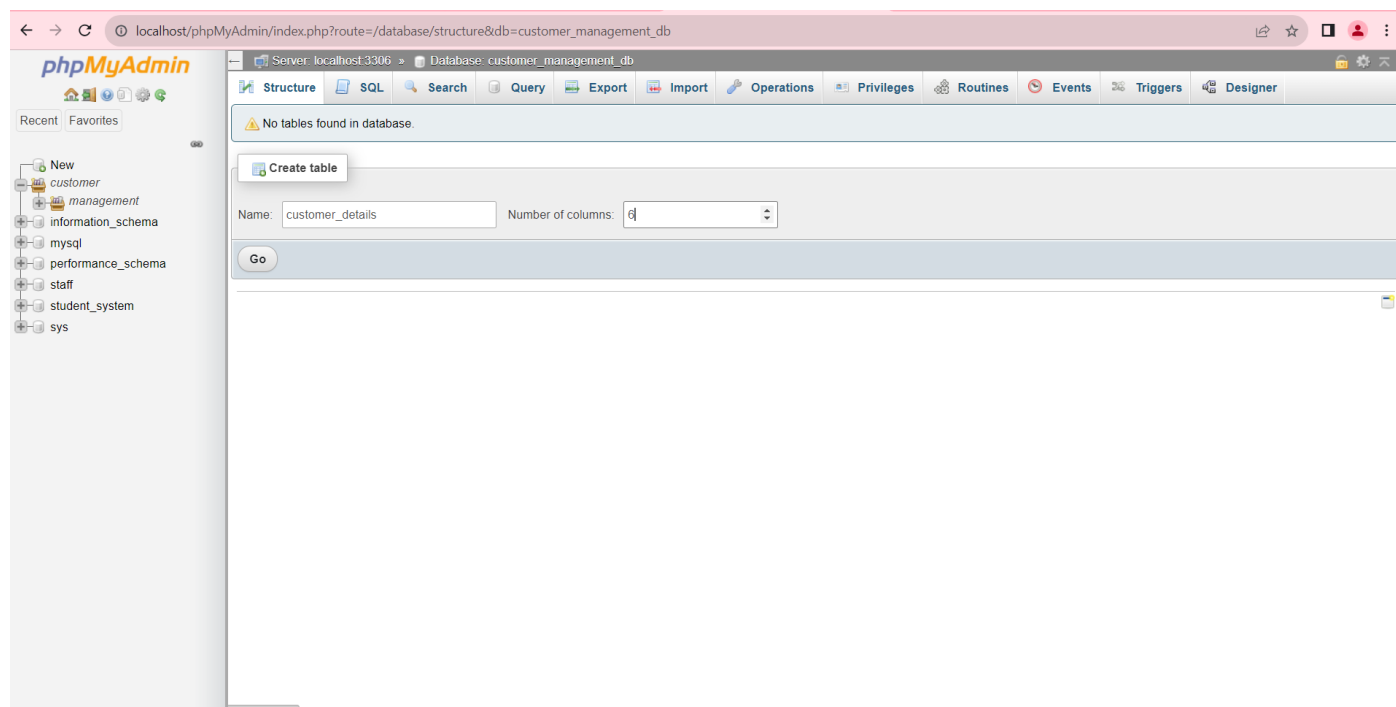 localhost/phpMyAdmin/index.php?route=/database/structure&db=customer_management_db
phpMyAdmin
Recent Favorites
New
customer
management
information_schema
mysql
performance_schema
staff
student_system
sys
Server: localhost:3306 » Database: customer_management_db
Structure SQL Search Query Export Import Operations Privileges Routines Events Triggers Designer
No tables found in database.
Create table
Name: customer_details Number of columns: 6
Go